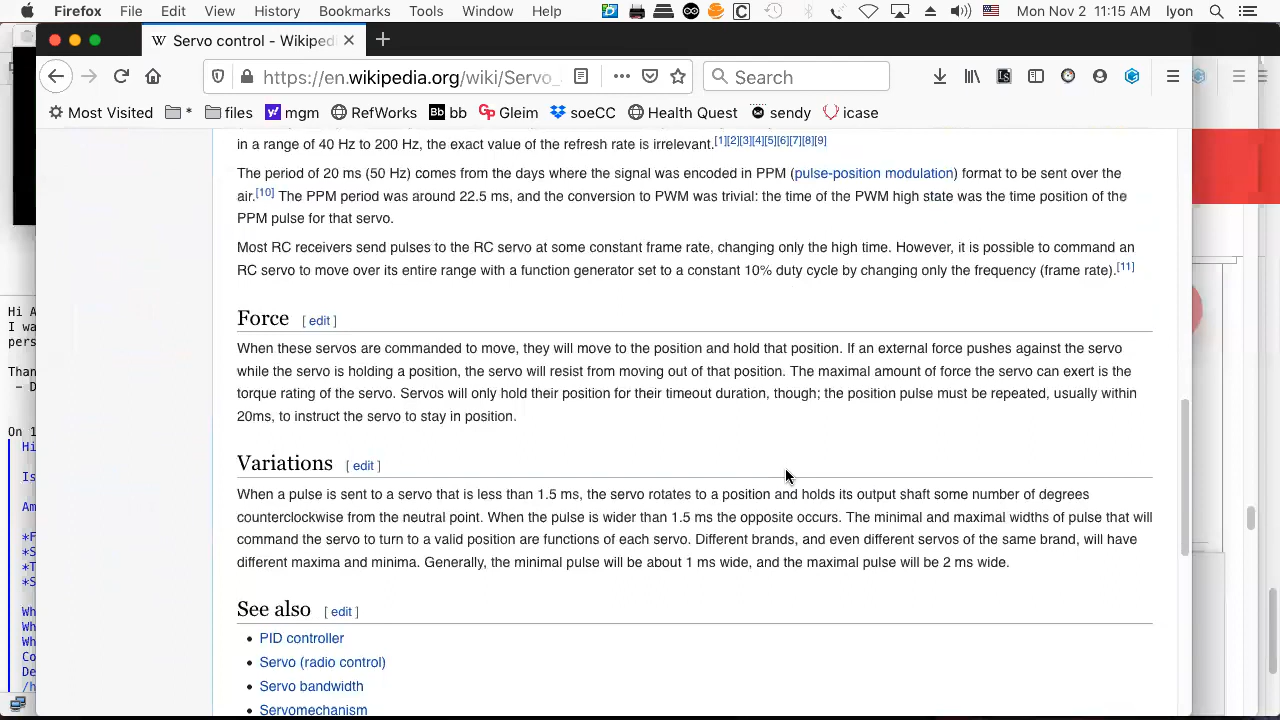 Firefox File Edit View History Bookmarks Tools Window Help Mon Nov 2 11:15 AM lyon
W Servo control - Wikiped
https://en.wikipedia.org/wiki/Servo_ Search
Most Visited * files mgm RefWorks Bb bb Gp Gleim soeCC Health Quest sendy icase
in a range of 40 Hz to 200 Hz, the exact value of the refresh rate is irrelevant.[1][2][3][4][5][6][7][8][9]
The period of 20 ms (50 Hz) comes from the days where the signal was encoded in PPM (pulse-position modulation) format to be sent over the
air.[10] The PPM period was around 22.5 ms, and the conversion to PWM was trivial: the time of the PWM high state was the time position of the
PPM pulse for that servo.
Most RC receivers send pulses to the RC servo at some constant frame rate, changing only the high time. However, it is possible to command an
RC servo to move over its entire range with a function generator set to a constant 10% duty cycle by changing only the frequency (frame rate).[11]
Force [ edit ]
When these servos are commanded to move, they will move to the position and hold that position. If an external force pushes against the servo
while the servo is holding a position, the servo will resist from moving out of that position. The maximal amount of force the servo can exert is the
torque rating of the servo. Servos will only hold their position for their timeout duration, though; the position pulse must be repeated, usually within
20ms, to instruct the servo to stay in position.
Variations [ edit ]
When a pulse is sent to a servo that is less than 1.5 ms, the servo rotates to a position and holds its output shaft some number of degrees
counterclockwise from the neutral point. When the pulse is wider than 1.5 ms the opposite occurs. The minimal and maximal widths of pulse that will
command the servo to turn to a valid position are functions of each servo. Different brands, and even different servos of the same brand, will have
different maxima and minima. Generally, the minimal pulse will be about 1 ms wide, and the maximal pulse will be 2 ms wide.
See also [ edit ]
PID controller
Servo (radio control)
Servo bandwidth
Servomechanism
Hi A
I wa
pers
Than
– D
On 1
Hi
Is
Am
*F
*S
*T
*S
Wh
Wh
Wh
Co
De
/h